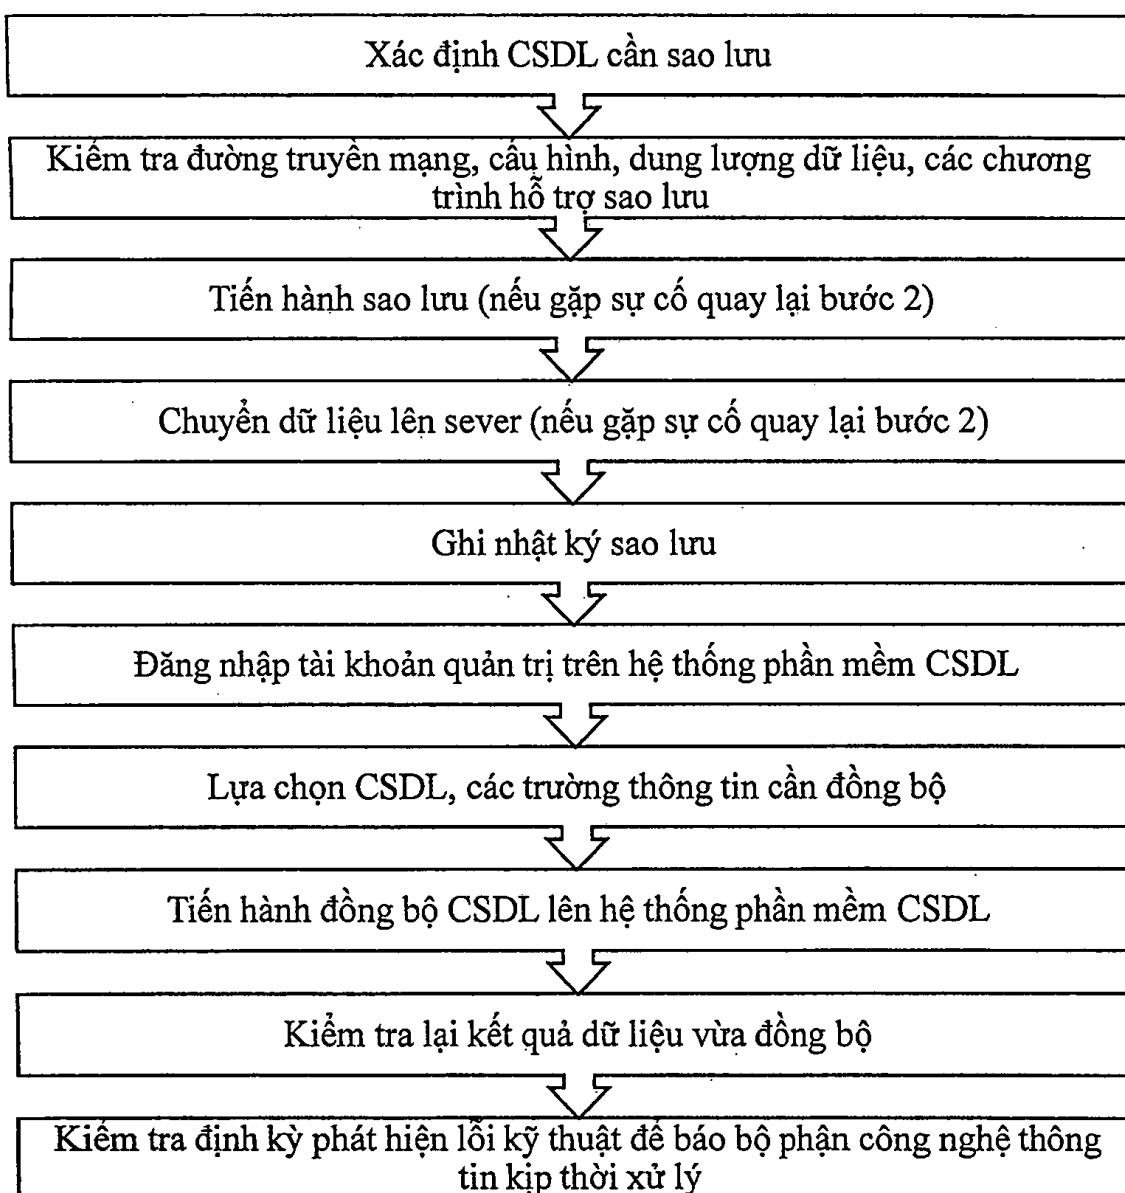 Xác định CSDL cần sao lưu
Kiểm tra đường truyền mạng, cấu hình, dung lượng dữ liệu, các chương
trình hỗ trợ sao lưu
Tiến hành sao lưu (nếu gặp sự cố quay lại bước 2)
Chuyển dữ liệu lên sever (nếu gặp sự cố quay lại bước 2)
Ghi nhật ký sao lưu
Đăng nhập tài khoản quản trị trên hệ thống phần mềm CSDL
Lựa chọn CSDL, các trường thông tin cần đồng bộ
Tiến hành đồng bộ CSDL lên hệ thống phần mềm CSDL
Kiểm tra lại kết quả dữ liệu vừa đồng bộ
Kiểm tra định kỳ phát hiện lỗi kỹ thuật để báo bộ phận công nghệ thông
tin kịp thời xử lý